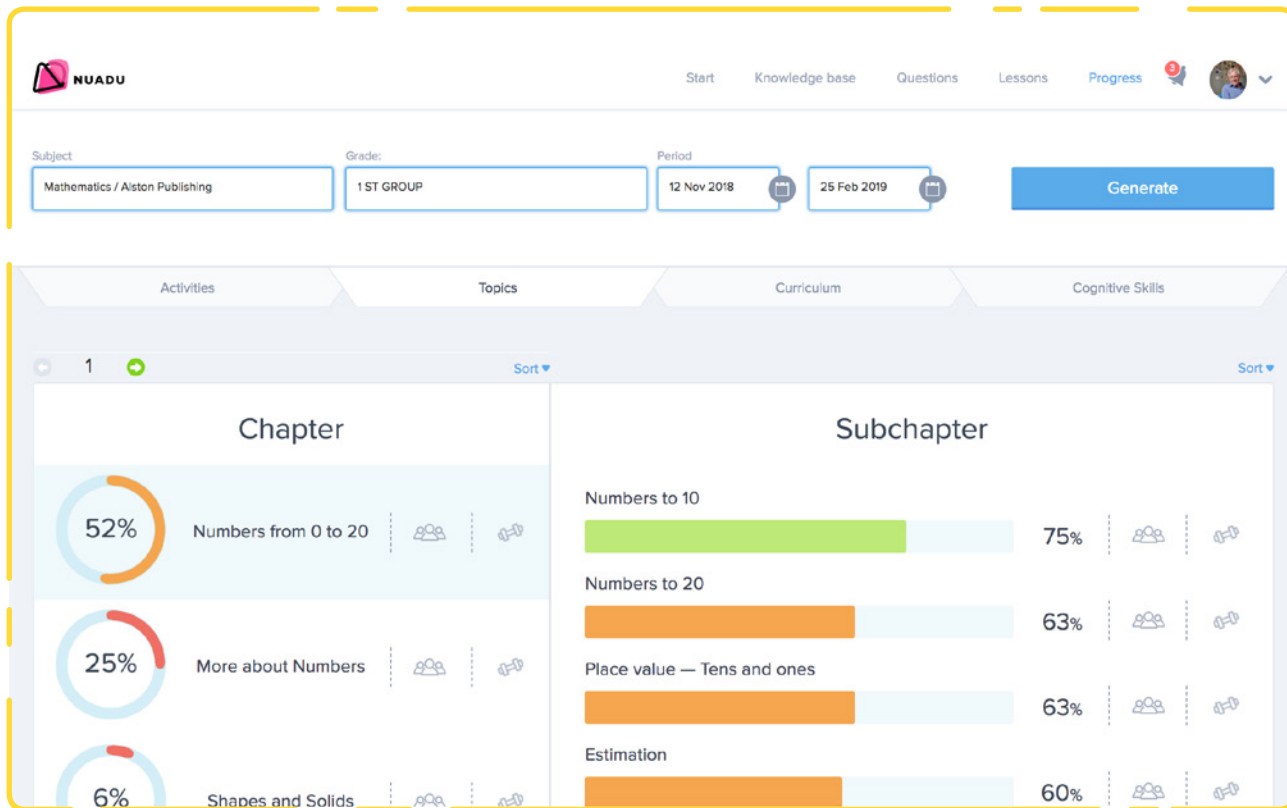 NUADU
Start Knowledge base Questions Lessons Progress 3
Subject Grade: Period
Mathematics / Alston Publishing 1 ST GROUP 12 Nov 2018 25 Feb 2019 Generate
Activities Topics Curriculum Cognitive Skills
1 Sort Sort
Chapter
52% Numbers from 0 to 20
25% More about Numbers
6% Shapes and Solids
Subchapter
Numbers to 10
75%
Numbers to 20
63%
Place value — Tens and ones
63%
Estimation
60%